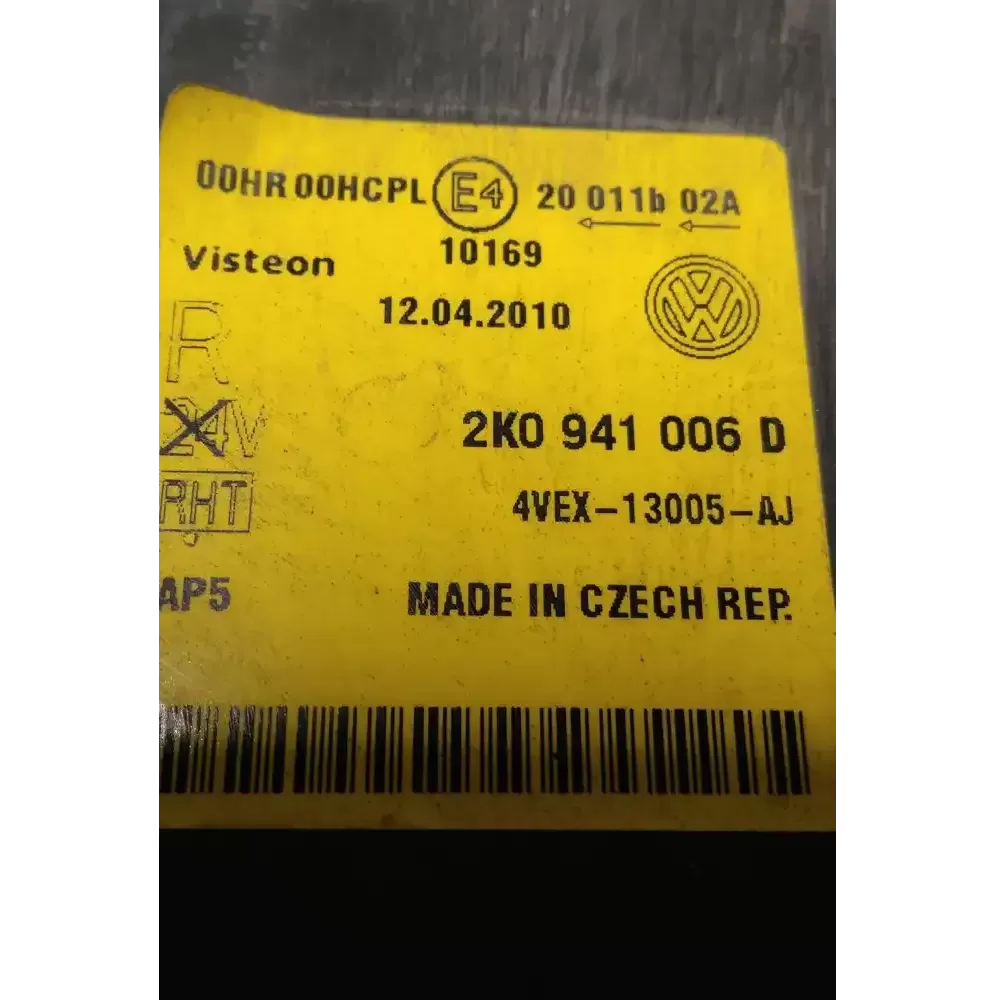 00HR 00HCPL E4 20 011b 02A
10169
Visteon
12.04.2010
R
24V
2K0 941 006 D
RHT
4VEX-13005-AJ
AP5
MADE IN CZECH REP.